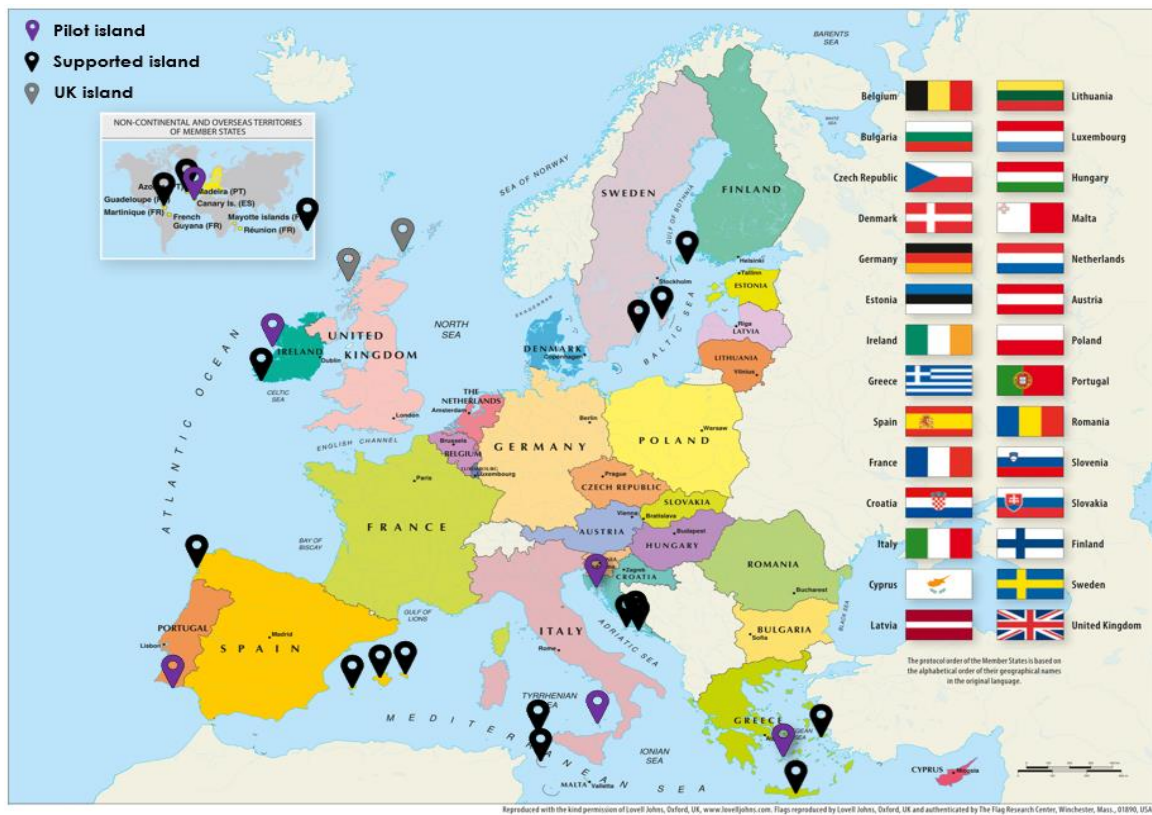 Pilot island
Supported island
UK island
NON-CONTINENTAL AND OVERSEAS TERRITORIES
OF MEMBER STATES
Madeira (PT)
Guadeloupe
Canary Is. (ES)
Martinique (FR)
French
Guyana (FR)
Mayotte islands
Réunion (FR)
BARENTS
SEA
WHITE
SEA
SEA OF NORWAY
SWEDEN
FINLAND
GULF OF BOTHNIA
Helsinki
Tallinn
Stockholm
ESTONIA
SKAGERRAK
BALTIC SEA
Riga
LATVIA
NORTH
SEA
ATLANTIC OCEAN
UNITED
KINGDOM
IRELAND
Dublin
CELTIC
SEA
London
ENGLISH CHANNEL
DENMARK
Copenhagen
LITHUANIA
Vilnius
THE
NETHERLANDS
Amsterdam
Berlin
GERMANY
POLAND
Warsaw
Brussels
BELGIUM
Luxembourg
Prague
CZECH REPUBLIC
Paris
FRANCE
SLOVAKIA
Vienna
Bratislava
AUSTRIA
Budapest
HUNGARY
BAY OF
BISCAY
Zagreb
CROATIA
ROMANIA
Bucharest
BLACK SEA
GULF OF
LIONS
ADRIATIC SEA
BULGARIA
Sofia
PORTUGAL
Lisbon
Madrid
SPAIN
ITALY
Rome
TYRRHENIAN
MEDITERRANEAN SEA
IONIAN
SEA
GREECE
SEA
MALTA
Valletta
CYPRUS
Nicosia
Belgium
Lithuania
Bulgaria
Luxembourg
Czech Republic
Hungary
Denmark
Malta
Germany
Netherlands
Estonia
Austria
Ireland
Poland
Greece
Portugal
Spain
Romania
France
Slovenia
Croatia
Slovakia
Italy
Finland
Cyprus
Sweden
Latvia
United Kingdom
The protocol order of the Member States is based on
the alphabetical order of their geographical names
in the original language.
Reproduced with the kind permission of Lovell Johns, Oxford, UK, www.lovelljohns.com. Flags reproduced by Lovell Johns, Oxford, UK and authenticated by The Flag Research Center, Winchester, Mass., 01890, USA